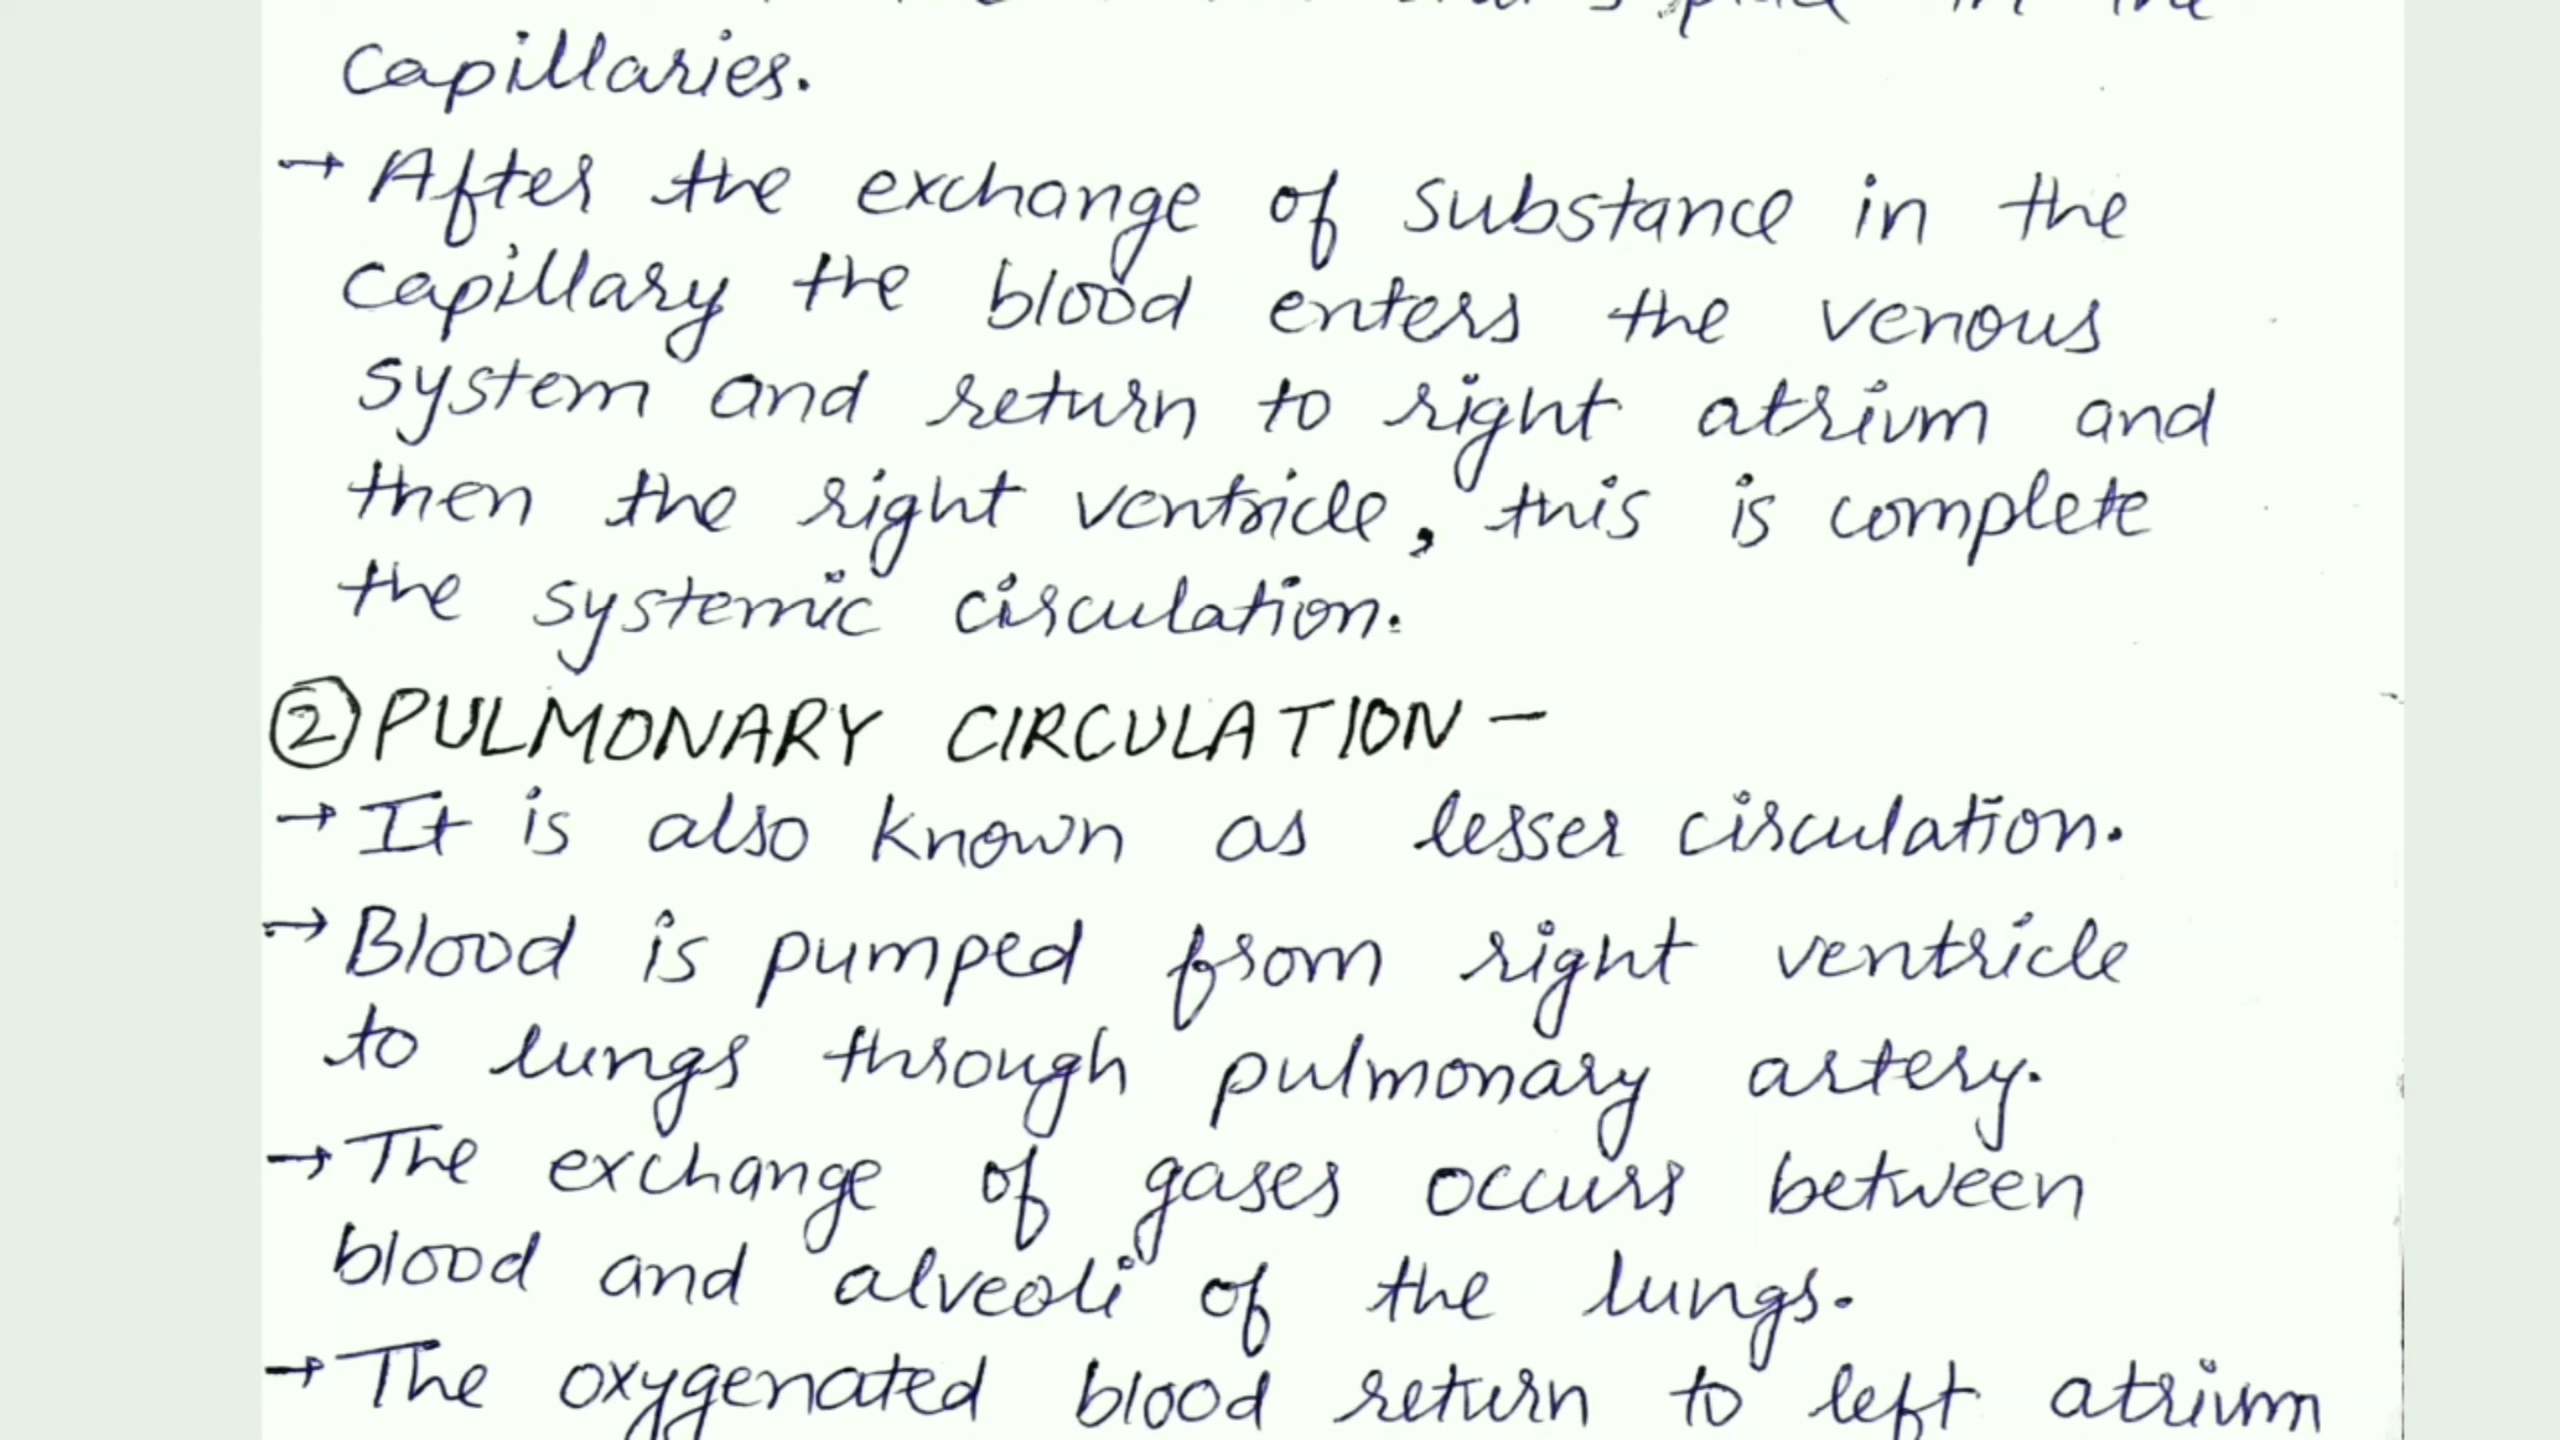 place in the
capillaries.
→ After the exchange of substance in the
capillary the blood enters the venous
system and return to right atrium and
then the right ventricle, this is complete
the systemic circulation.
② PULMONARY CIRCULATION -
→ It is also known as lesser circulation.
→ Blood is pumped from right ventricle
to lungs through pulmonary artery.
→ The exchange of gases occurs between
blood and alveoli of the lungs.
→ The oxygenated blood return to left atrium